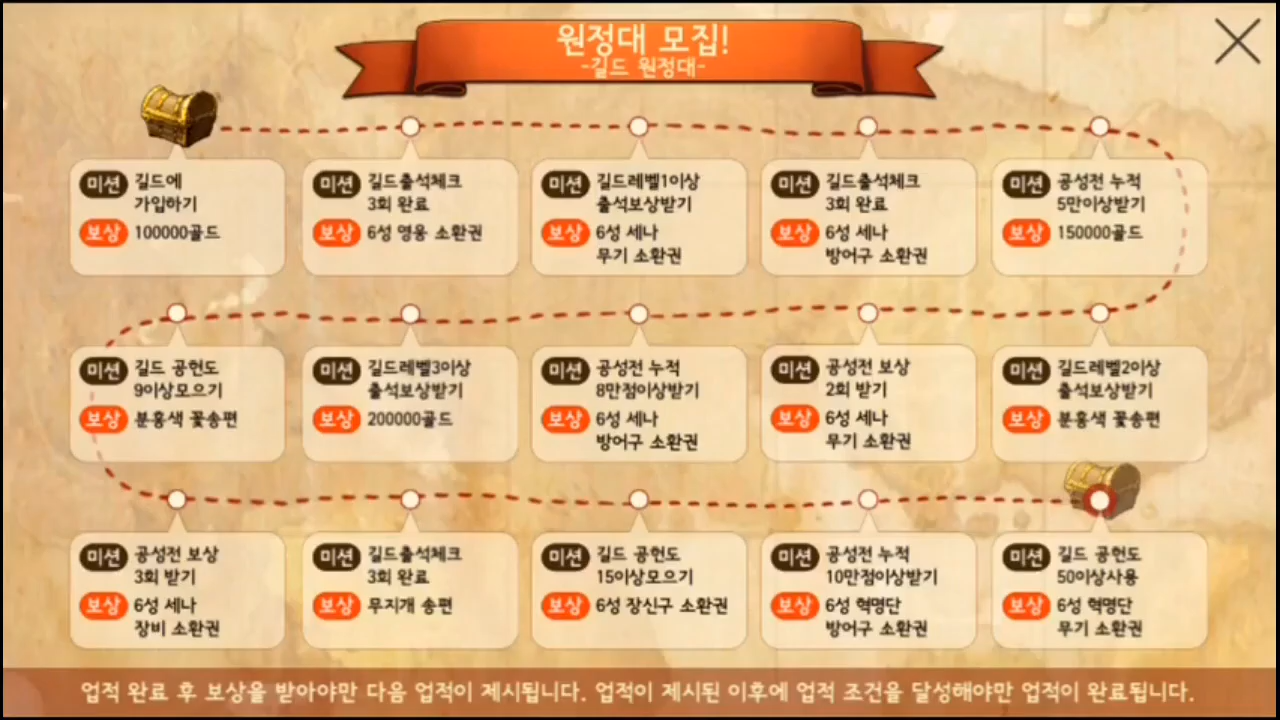 원정대 모집!
-길드 원정대-
미션 길드에
가입하기
보상 100000골드
미션 길드출석체크
3회 완료
보상 6성 영웅 소환권
미션 길드레벨1이상
출석보상받기
보상 6성 세나
무기 소환권
미션 길드출석체크
3회 완료
보상 6성 세나
방어구 소환권
미션 공성전 누적
5만이상받기
보상 150000골드
미션 길드 공헌도
9이상모으기
보상 분홍색 꽃송편
미션 길드레벨3이상
출석보상받기
보상 200000골드
미션 공성전 누적
8만점이상받기
보상 6성 세나
방어구 소환권
미션 공성전 보상
2회 받기
보상 6성 세나
무기 소환권
미션 길드레벨2이상
출석보상받기
보상 분홍색 꽃송편
미션 공성전 보상
3회 받기
보상 6성 세나
장비 소환권
미션 길드출석체크
3회 완료
보상 무지개 송편
미션 길드 공헌도
15이상모으기
보상 6성 장신구 소환권
미션 공성전 누적
10만점이상받기
보상 6성 혁명단
방어구 소환권
미션 길드 공헌도
50이상사용
보상 6성 혁명단
무기 소환권
업적 완료 후 보상을 받아야만 다음 업적이 제시됩니다. 업적이 제시된 이후에 업적 조건을 달성해야만 업적이 완료됩니다.